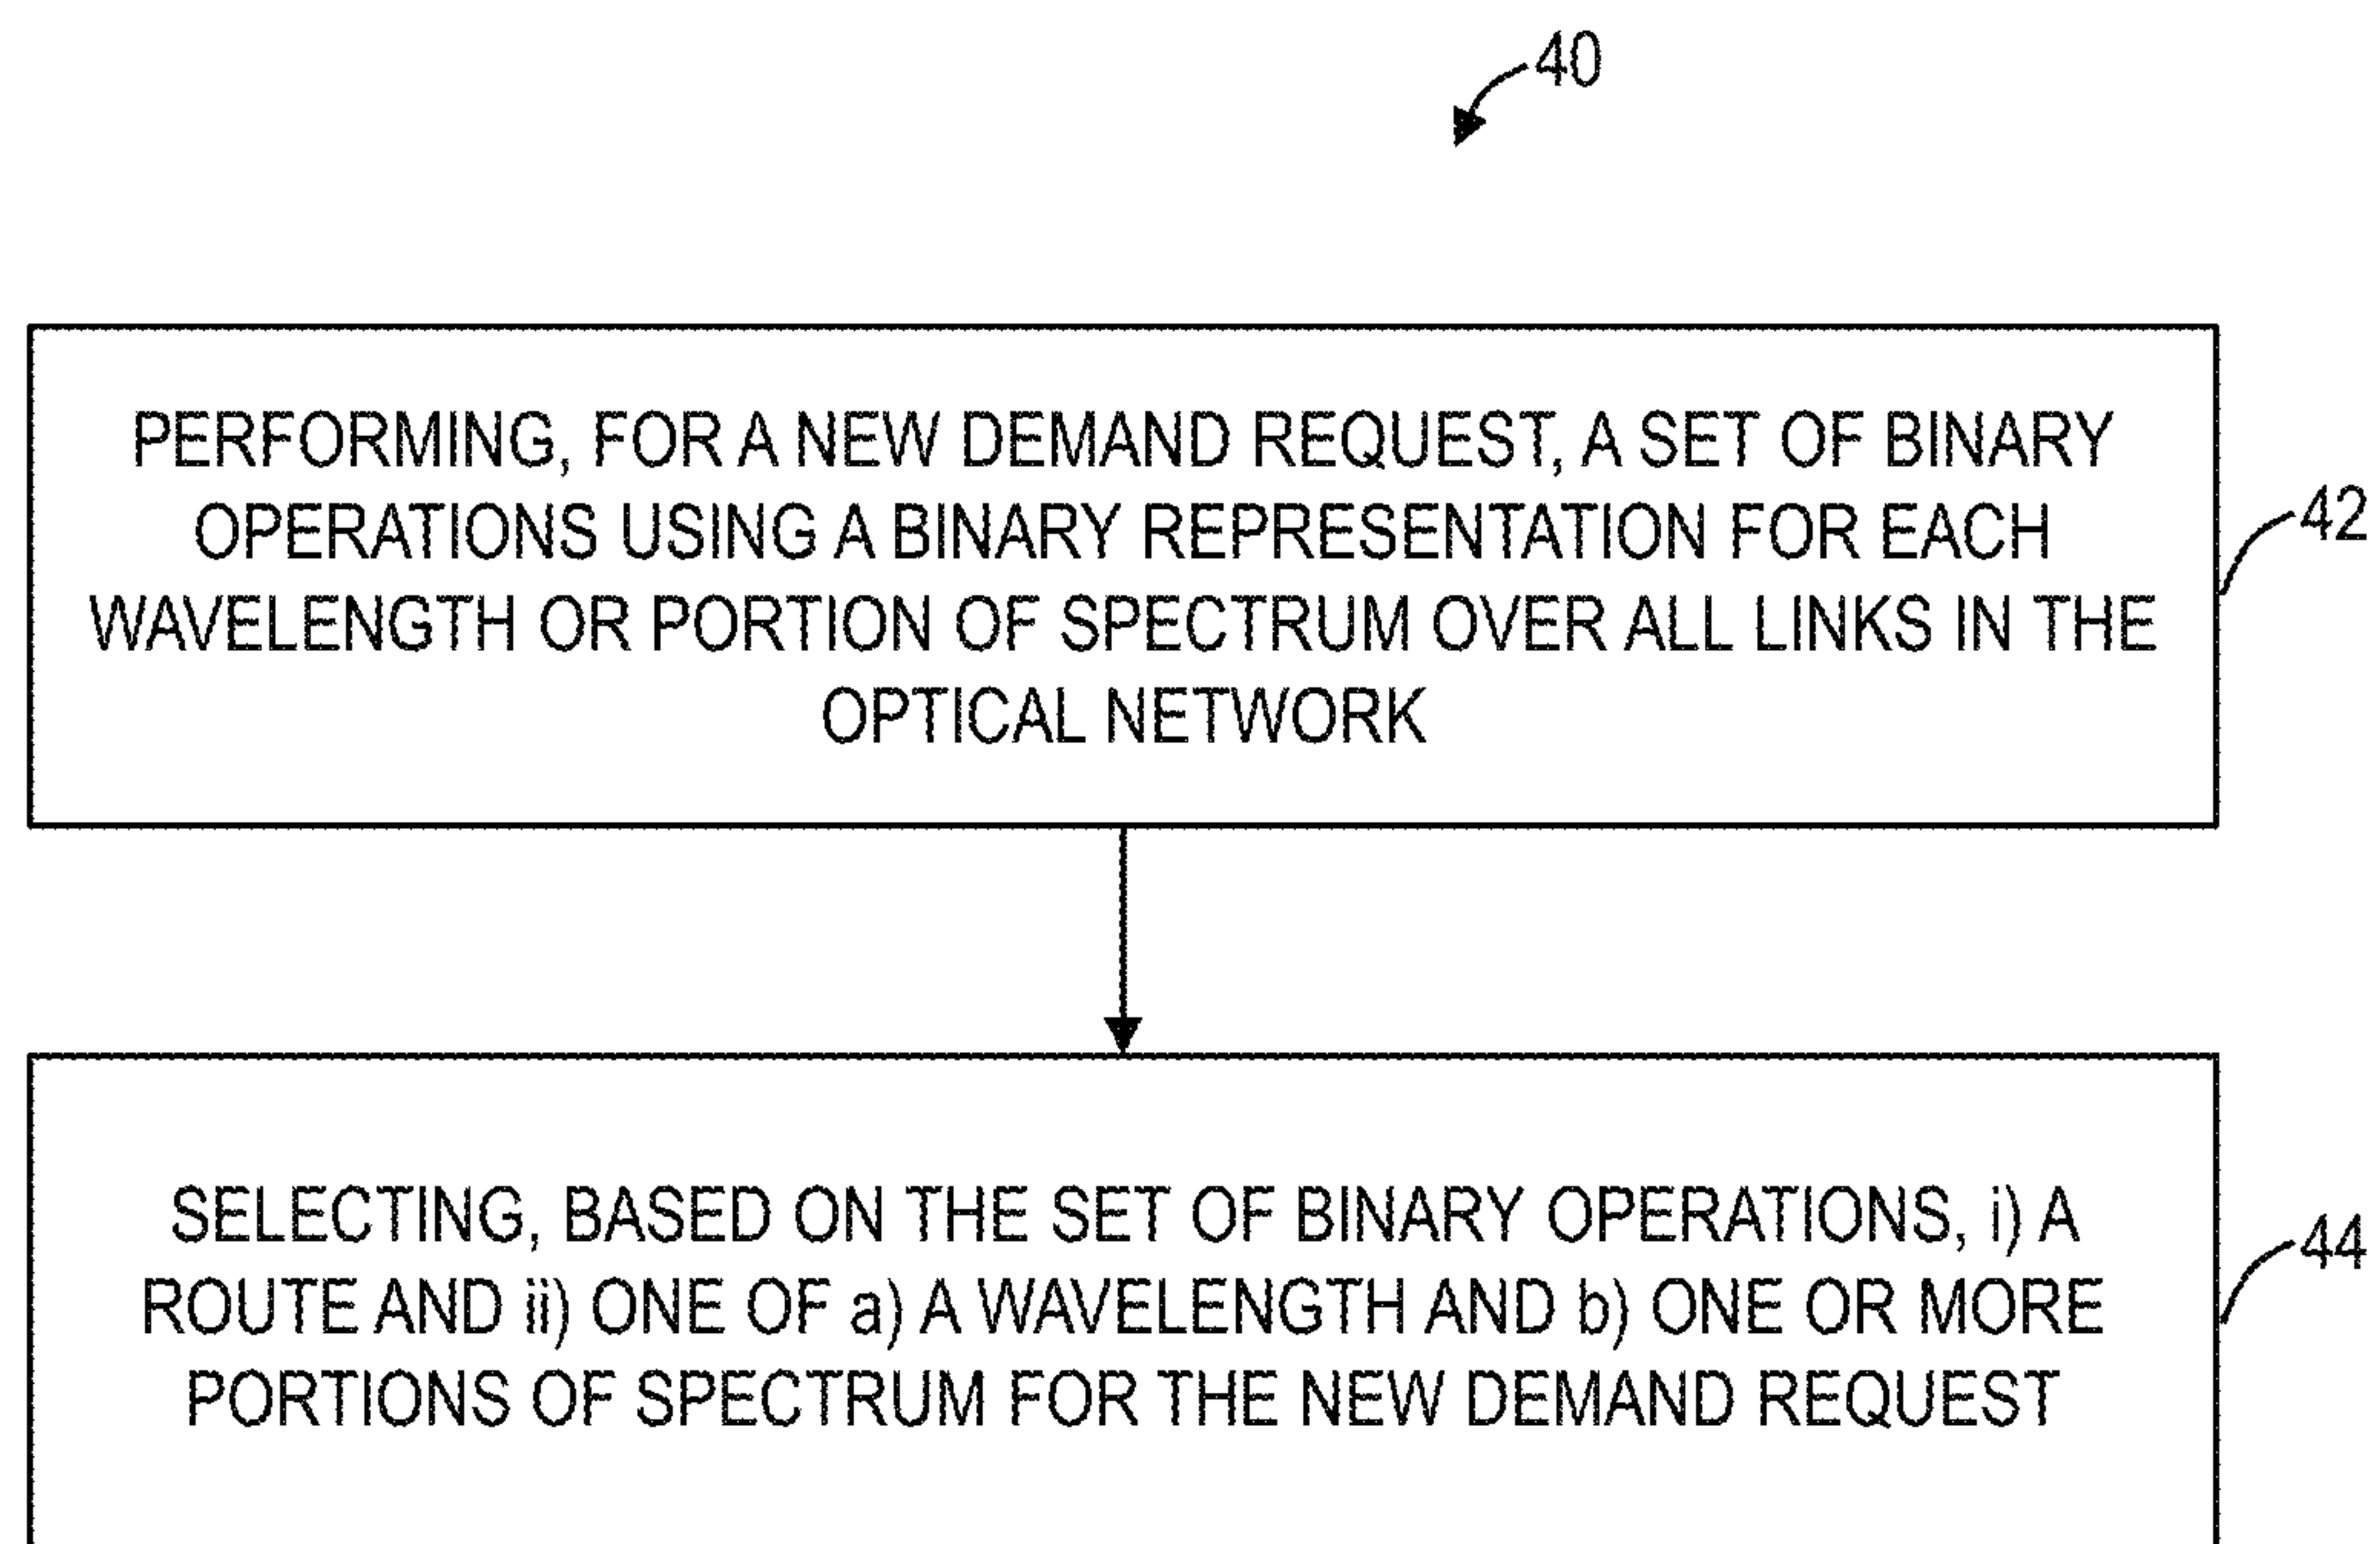 40
PERFORMING, FOR A NEW DEMAND REQUEST, A SET OF BINARY
OPERATIONS USING A BINARY REPRESENTATION FOR EACH
WAVELENGTH OR PORTION OF SPECTRUM OVER ALL LINKS IN THE
OPTICAL NETWORK
42
SELECTING, BASED ON THE SET OF BINARY OPERATIONS, i) A
ROUTE AND ii) ONE OF a) A WAVELENGTH AND b) ONE OR MORE
PORTIONS OF SPECTRUM FOR THE NEW DEMAND REQUEST
44